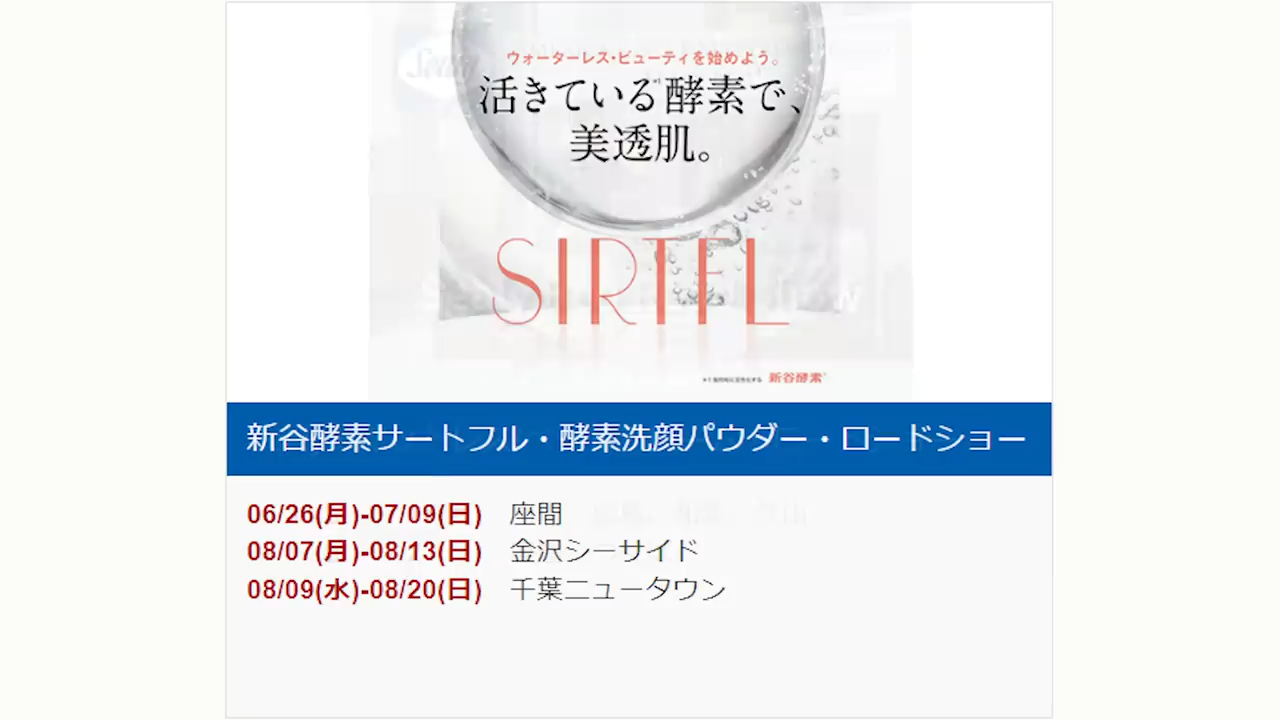 ウォーターレス・ビューティを始めよう。
活きている酵素で、
美透肌。
SIRTFL
新谷酵素
新谷酵素サートフル・酵素洗顔パウダー・ロードショー
06/26(月)-07/09(日) 座間
08/07(月)-08/13(日) 金沢シーサイド
08/09(水)-08/20(日) 千葉ニュータウン